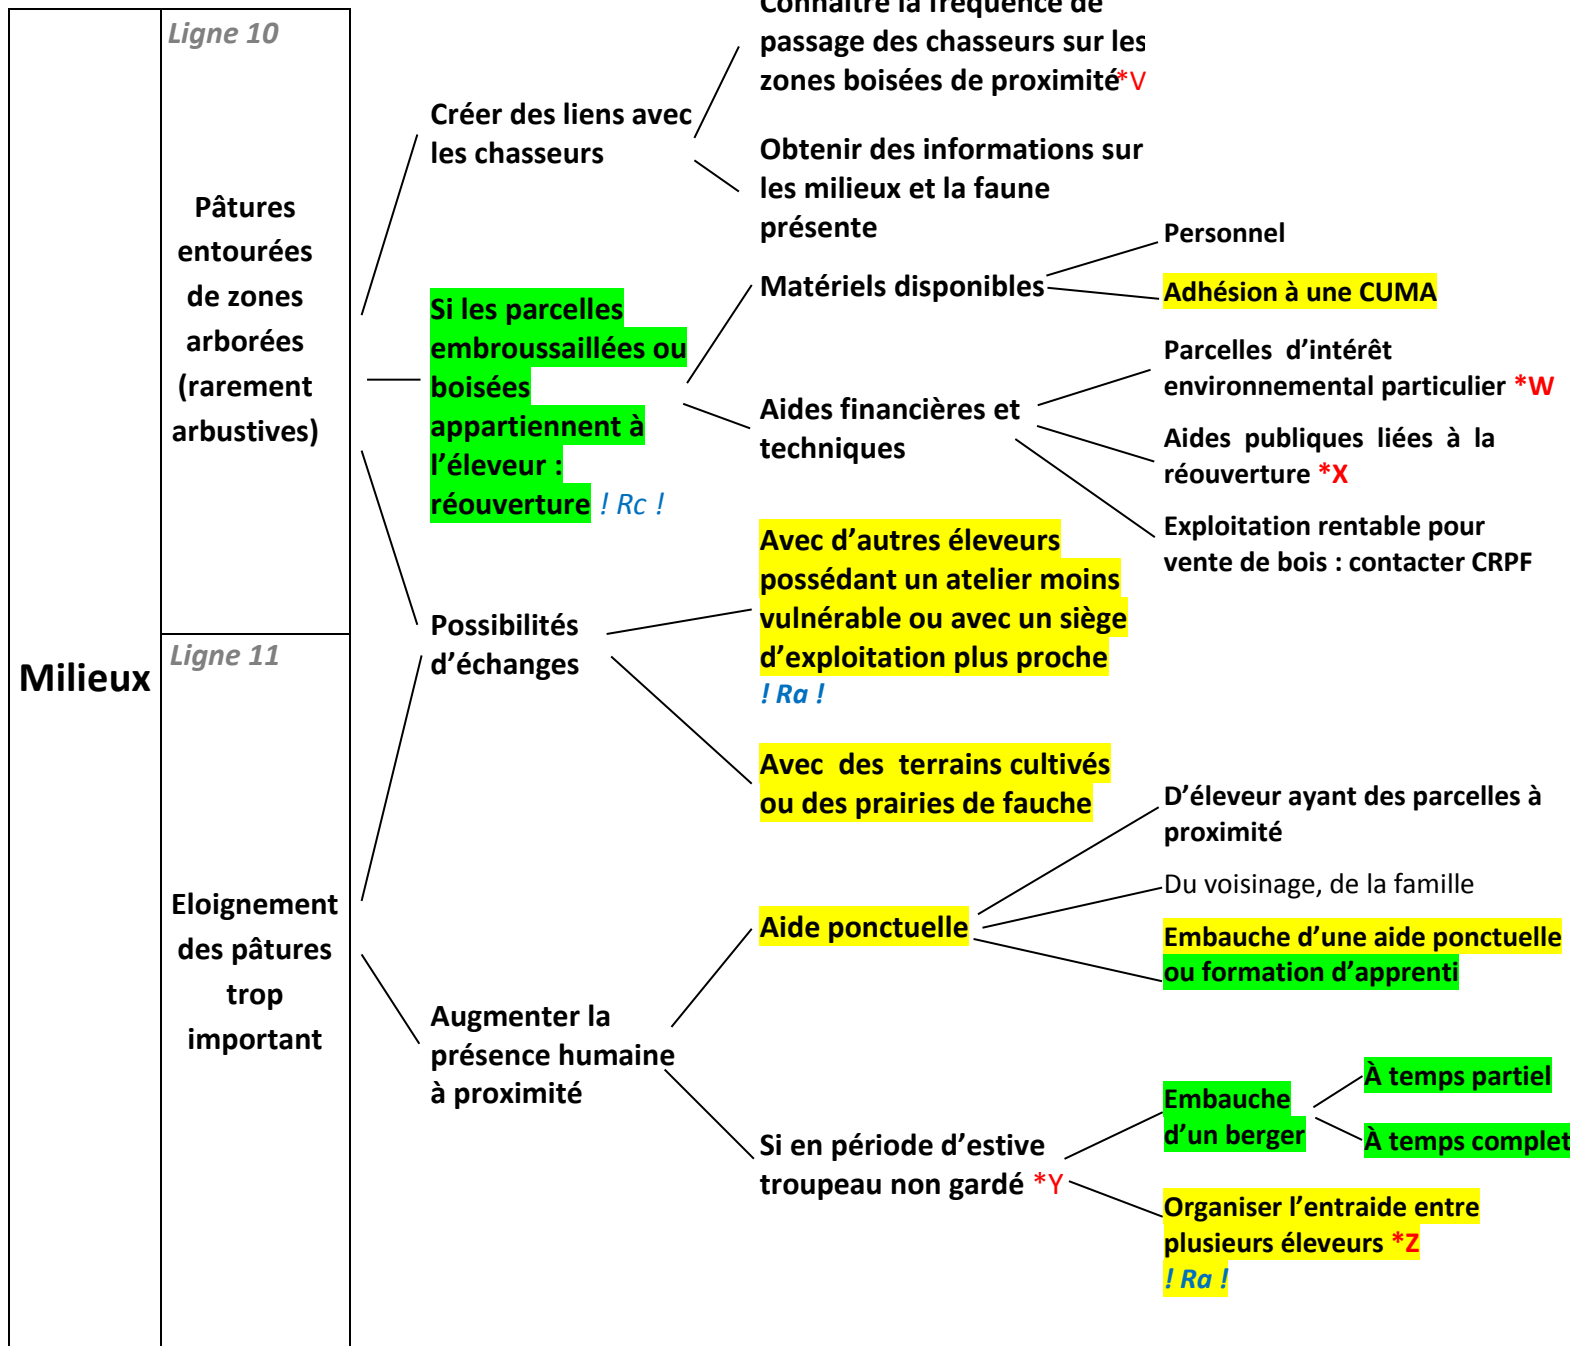 Milieux
Ligne 10
Pâtures
entourées
de zones
arborées
(rarement
arbustives)
Créer des liens avec
les chasseurs
Connaître la fréquence de
passage des chasseurs sur les
zones boisées de proximité*V
Obtenir des informations sur
les milieux et la faune
présente
Si les parcelles
embroussaillées ou
boisées
appartiennent à
l’éleveur :
réouverture ! Rc !
Matériels disponibles
Personnel
Adhésion à une CUMA
Aides financières et
techniques
Parcelles d’intérêt
environnemental particulier *W
Aides publiques liées à la
réouverture *X
Exploitation rentable pour
vente de bois : contacter CRPF
Possibilités
d’échanges
Avec d’autres éleveurs
possédant un atelier moins
vulnérable ou avec un siège
d’exploitation plus proche
! Ra !
Avec des terrains cultivés
ou des prairies de fauche
Ligne 11
Eloignement
des pâtures
trop
important
Augmenter la
présence humaine
à proximité
Aide ponctuelle
D’éleveur ayant des parcelles à
proximité
Du voisinage, de la famille
Embauche d’une aide ponctuelle
ou formation d’apprenti
Si en période d’estive
troupeau non gardé *Y
Embauche
d’un berger
À temps partiel
À temps complet
Organiser l’entraide entre
plusieurs éleveurs *Z
! Ra !